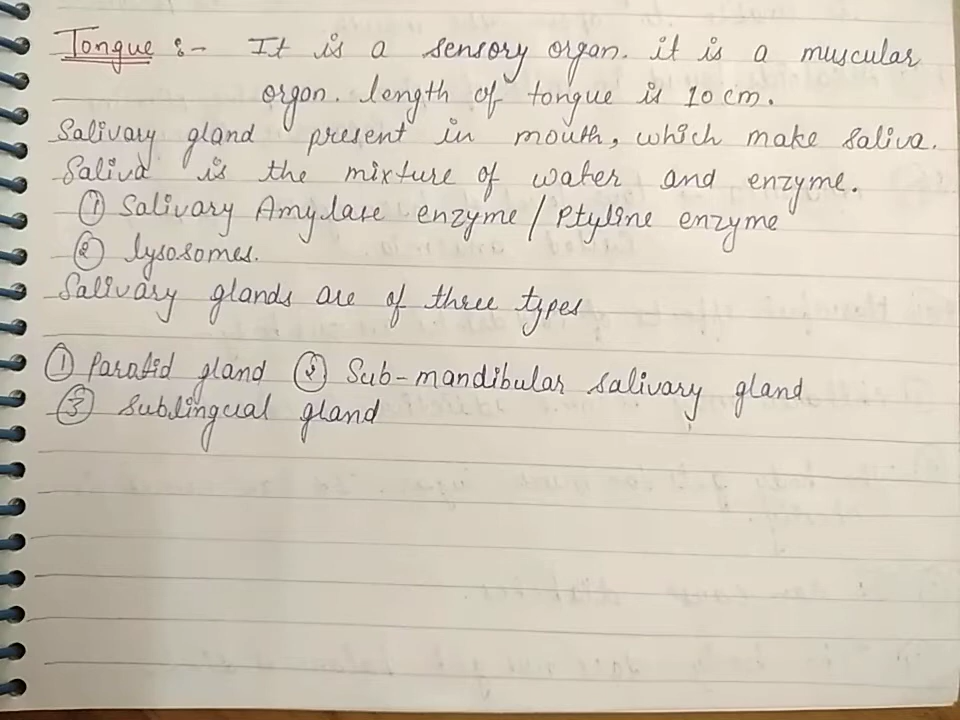 Tongue :- It is a sensory organ. it is a muscular
organ. length of tongue is 10 cm.
Salivary gland present in mouth, which make saliva.
Saliva is the mixture of water and enzyme.
① Salivary Amylase enzyme / Ptyline enzyme
② lysosomes.
Salivary glands are of three types
① Parotid gland ② Sub-mandibular salivary gland
③ Sublingual gland